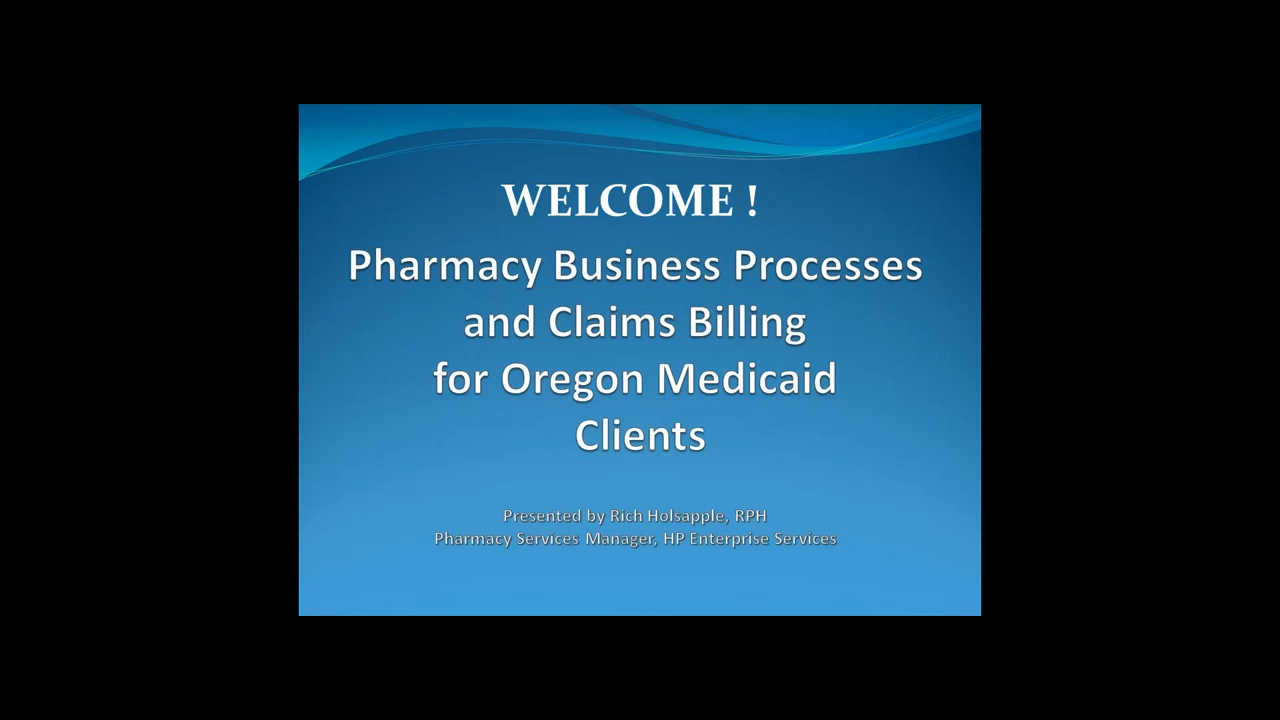 WELCOME !
Pharmacy Business Processes
and Claims Billing
for Oregon Medicaid
Clients
Presented by Rich Holsapple, RPH
Pharmacy Services Manager, HP Enterprise Services